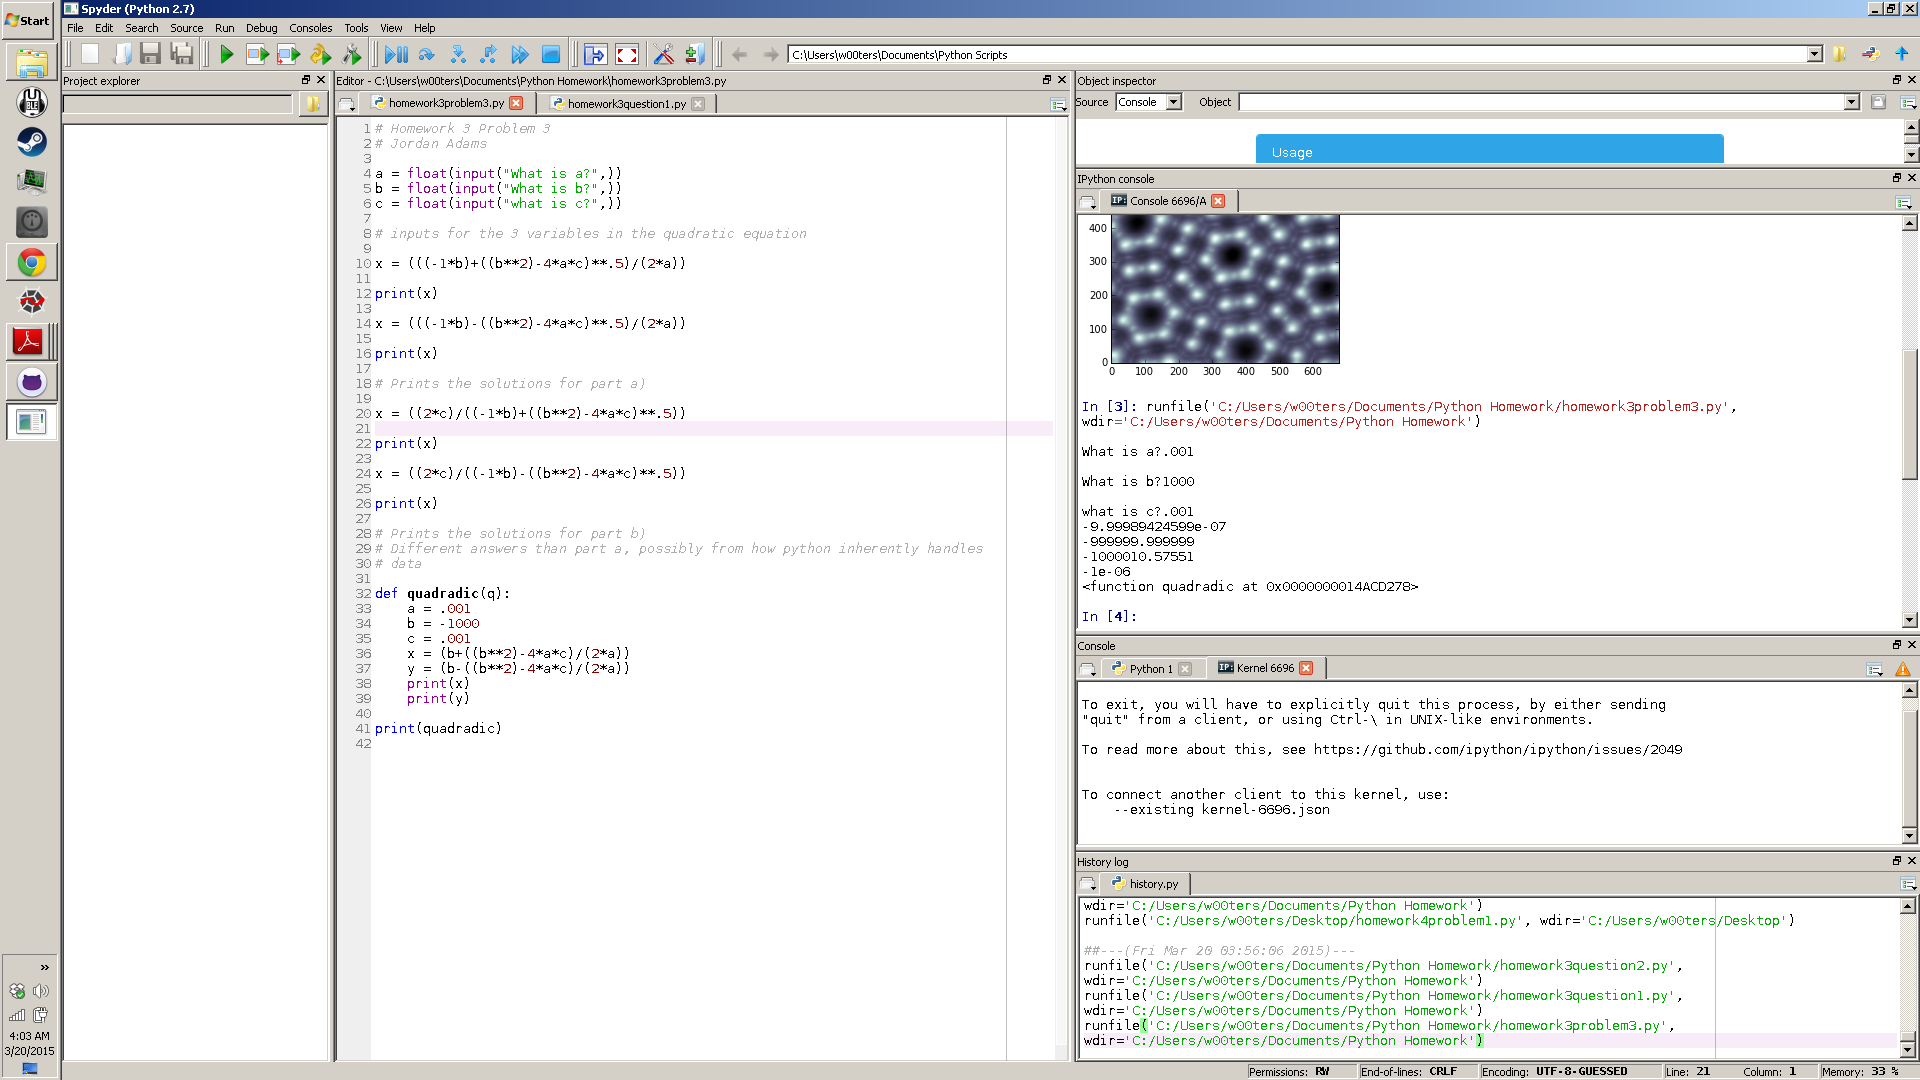 Start
Spyder (Python 2.7)
File Edit Search Source Run Debug Consoles Tools View Help
C:\Users\w00ters\Documents\Python Scripts
Project explorer
Editor - C:\Users\w00ters\Documents\Python Homework\homework3problem3.py
homework3problem3.py homework3question1.py
1 # Homework 3 Problem 3
2 # Jordan Adams
3
4 a = float(input("What is a?",))
5 b = float(input("What is b?",))
6 c = float(input("what is c?",))
7
8 # inputs for the 3 variables in the quadratic equation
9
10 x = (((-1*b)+((b**2)-4*a*c)**.5)/(2*a))
11
12 print(x)
13
14 x = (((-1*b)-((b**2)-4*a*c)**.5)/(2*a))
15
16 print(x)
17
18 # Prints the solutions for part a)
19
20 x = ((2*c)/((-1*b)+((b**2)-4*a*c)**.5))
21
22 print(x)
23
24 x = ((2*c)/((-1*b)-((b**2)-4*a*c)**.5))
25
26 print(x)
27
28 # Prints the solutions for part b)
29 # Different answers than part a, possibly from how python inherently handles
30 # data
31
32 def quadradic(q):
33 a = .001
34 b = -1000
35 c = .001
36 x = (b+((b**2)-4*a*c)/(2*a))
37 y = (b-((b**2)-4*a*c)/(2*a))
38 print(x)
39 print(y)
40
41 print(quadradic)
42
Object inspector
Source Console Object
Usage
IPython console
IP: Console 6696/A
400
300
200
100
0
0 100 200 300 400 500 600
In [3]: runfile('C:/Users/w00ters/Documents/Python Homework/homework3problem3.py',
wdir='C:/Users/w00ters/Documents/Python Homework')
What is a?.001
What is b?1000
what is c?.001
-9.99989424599e-07
-999999.999999
-1000010.57551
-1e-06
<function quadradic at 0x0000000014ACD278>
In [4]:
Console
Python 1 IP: Kernel 6696
To exit, you will have to explicitly quit this process, by either sending
"quit" from a client, or using Ctrl-\ in UNIX-like environments.
To read more about this, see https://github.com/ipython/ipython/issues/2049
To connect another client to this kernel, use:
--existing kernel-6696.json
History log
history.py
wdir='C:/Users/w00ters/Documents/Python Homework')
runfile('C:/Users/w00ters/Desktop/homework4problem1.py', wdir='C:/Users/w00ters/Desktop')
##---(Fri Mar 20 03:56:06 2015)---
runfile('C:/Users/w00ters/Documents/Python Homework/homework3question2.py',
wdir='C:/Users/w00ters/Documents/Python Homework')
runfile('C:/Users/w00ters/Documents/Python Homework/homework3question1.py',
wdir='C:/Users/w00ters/Documents/Python Homework')
runfile('C:/Users/w00ters/Documents/Python Homework/homework3problem3.py',
wdir='C:/Users/w00ters/Documents/Python Homework')
4:03 AM
3/20/2015
Permissions: RW End-of-lines: CRLF Encoding: UTF-8-GUESSED Line: 21 Column: 1 Memory: 33 %